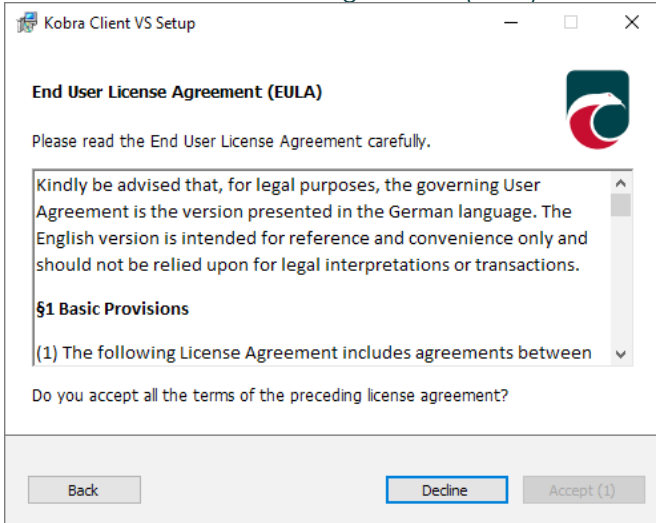 Kobra Client VS Setup
End User License Agreement (EULA)
Please read the End User License Agreement carefully.
Kindly be advised that, for legal purposes, the governing User
Agreement is the version presented in the German language. The
English version is intended for reference and convenience only and
should not be relied upon for legal interpretations or transactions.
§1 Basic Provisions
(1) The following License Agreement includes agreements between
Do you accept all the terms of the preceding license agreement?
Back
Decline
Accept (1)